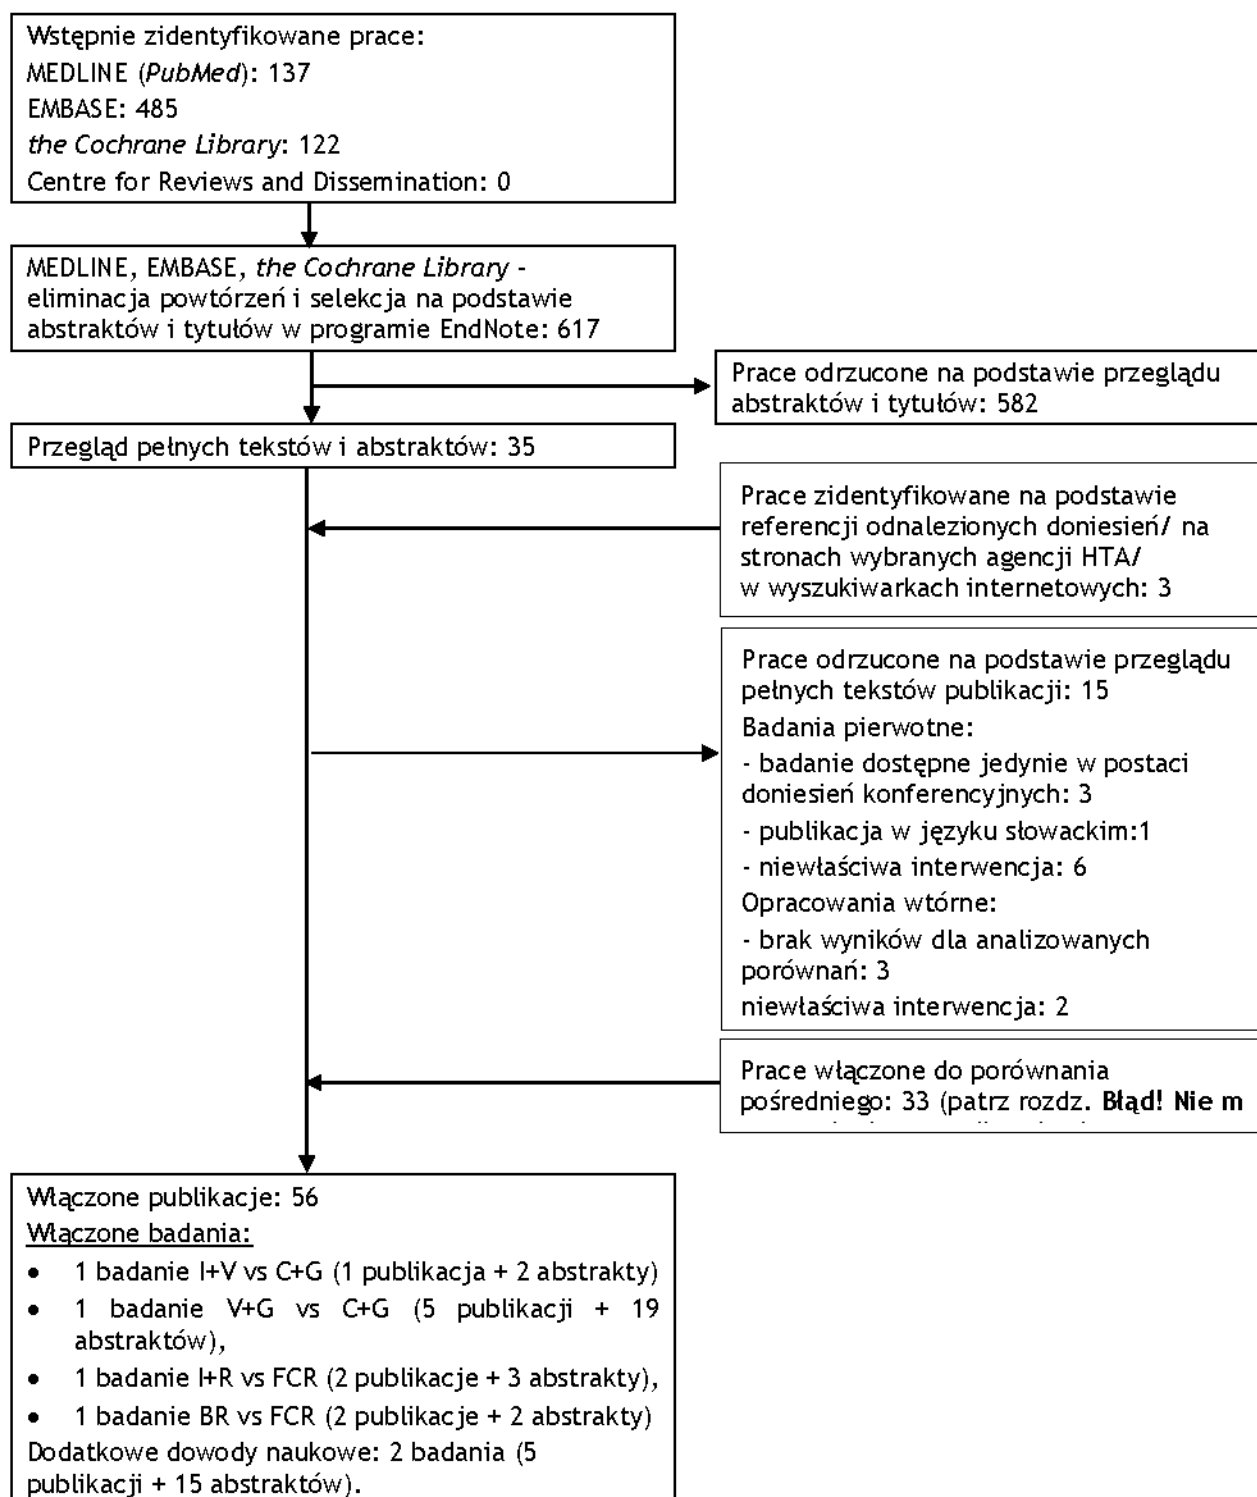 Wstępnie zidentyfikowane prace:
MEDLINE (PubMed): 137
EMBASE: 485
the Cochrane Library: 122
Centre for Reviews and Dissemination: 0
MEDLINE, EMBASE, the Cochrane Library -
eliminacja powtórzeń i selekcja na podstawie
abstraktów i tytułów w programie EndNote: 617
Prace odrzucone na podstawie przeglądu
abstraktów i tytułów: 582
Przegląd pełnych tekstów i abstraktów: 35
Prace zidentyfikowane na podstawie
referencji odnalezionych doniesień/ na
stronach wybranych agencji HTA/
w wyszukiwarkach internetowych: 3
Prace odrzucone na podstawie przeglądu
pełnych tekstów publikacji: 15
Badania pierwotne:
- badanie dostępne jedynie w postaci
doniesień konferencyjnych: 3
- publikacja w języku słowackim:1
- niewłaściwa interwencja: 6
Opracowania wtórne:
- brak wyników dla analizowanych
porównań: 3
niewłaściwa interwencja: 2
Prace włączone do porównania
pośredniego: 33 (patrz rozdz. Błąd! Nie m
Włączone publikacje: 56
Włączone badania:
• 1 badanie I+V vs C+G (1 publikacja + 2 abstrakty)
• 1 badanie V+G vs C+G (5 publikacji + 19
abstraktów),
• 1 badanie I+R vs FCR (2 publikacje + 3 abstrakty),
• 1 badanie BR vs FCR (2 publikacje + 2 abstrakty)
Dodatkowe dowody naukowe: 2 badania (5
publikacji + 15 abstraktów).